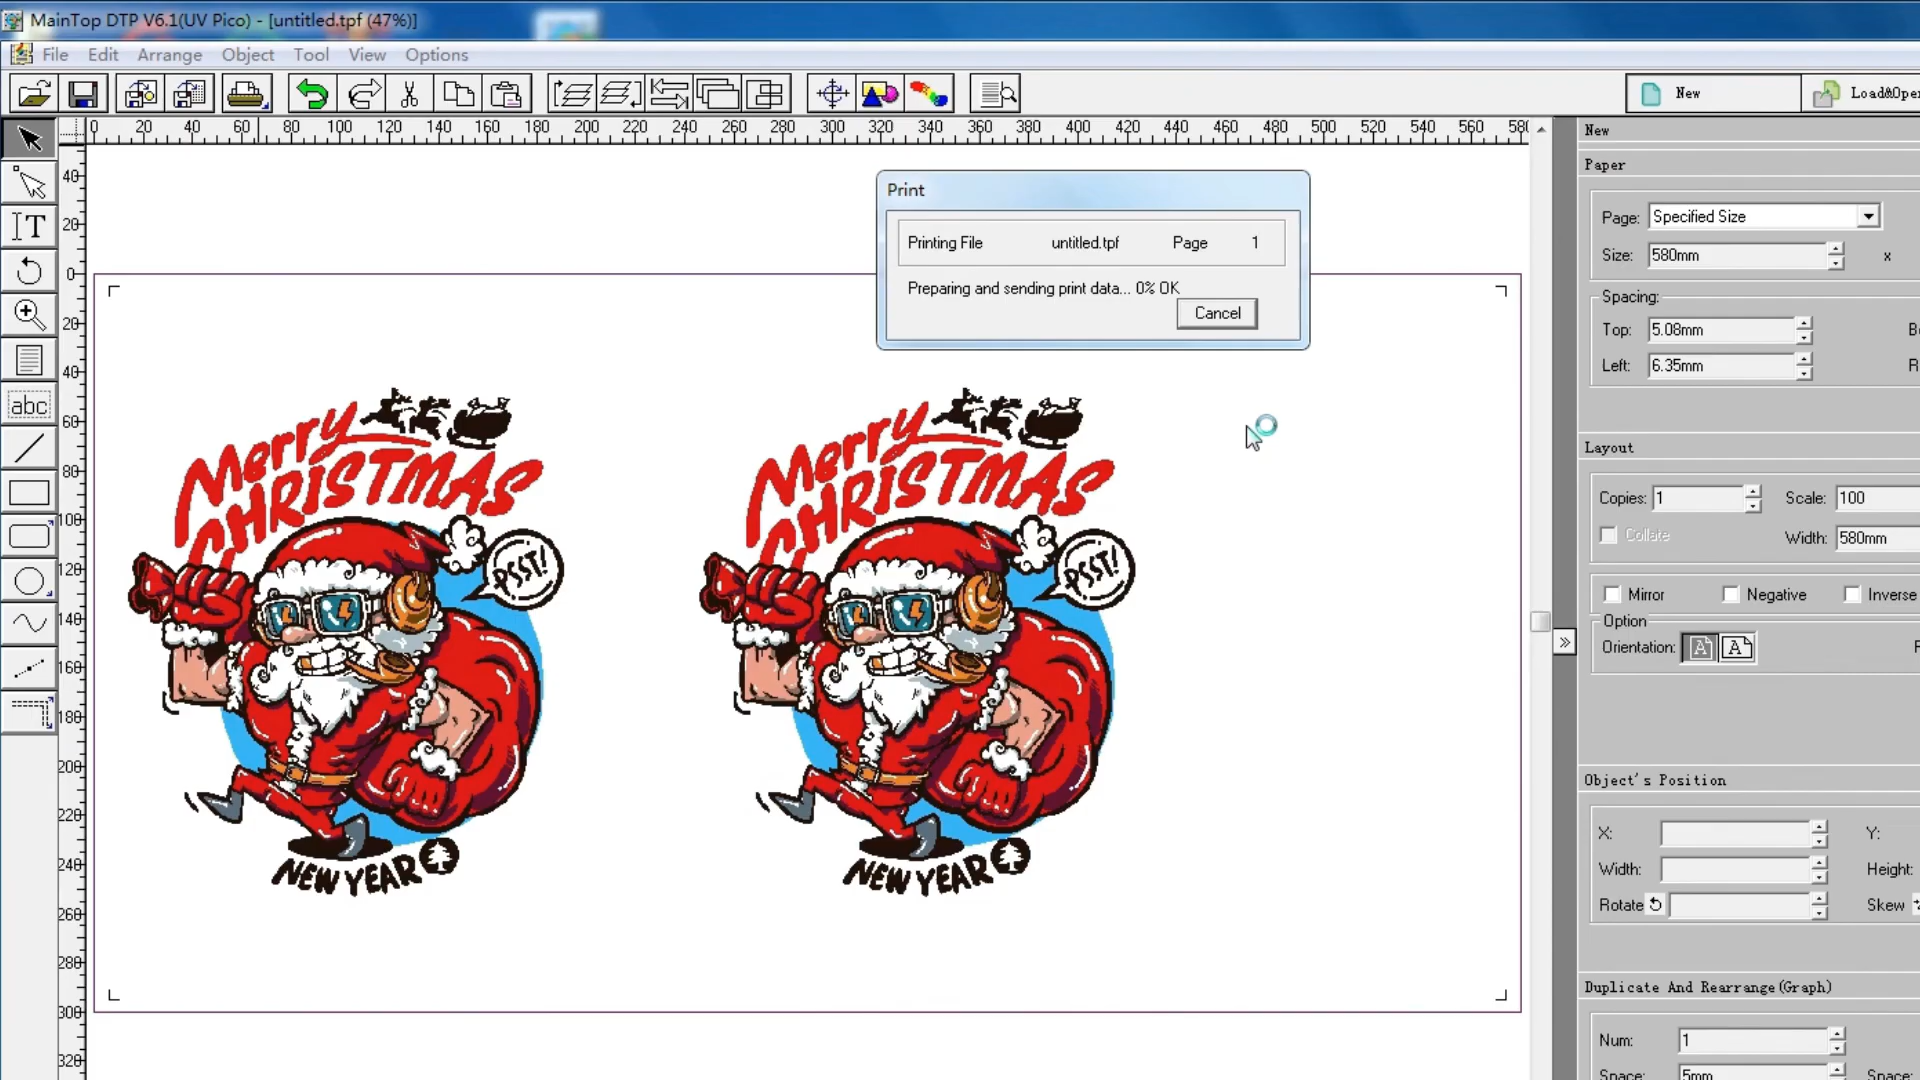 MainTop DTP V6.1(UV Pico) - [untitled.tpf (47%)]
File Edit Arrange Object Tool View Options
New
0 20 40 60 80 100 120 140 160 180 200 220 240 260 280 300 320 340 360 380 400 420 440 460 480 500 520 540 560
New
Paper
Page: Specified Size
Size: 580mm x
Spacing:
Top: 5.08mm
Left: 6.35mm
Layout
Copies: 1 Scale: 100
Collate Width: 580mm
Mirror Negative Inverse
Option
Orientation: A A
Object's Position
X: Y:
Width: Height:
Rotate Skew
Duplicate And Rearrange(Graph)
Num: 1
Space: 5mm Space:
Print
Printing File untitled.tpf Page 1
Preparing and sending print data... 0% OK
Cancel
T
abc
40
20
0
20
40
60
80
100
120
140
160
180
200
220
240
260
280
300
320
Merry
CHRISTMAS
PSST!
NEW YEAR
Merry
CHRISTMAS
PSST!
NEW YEAR